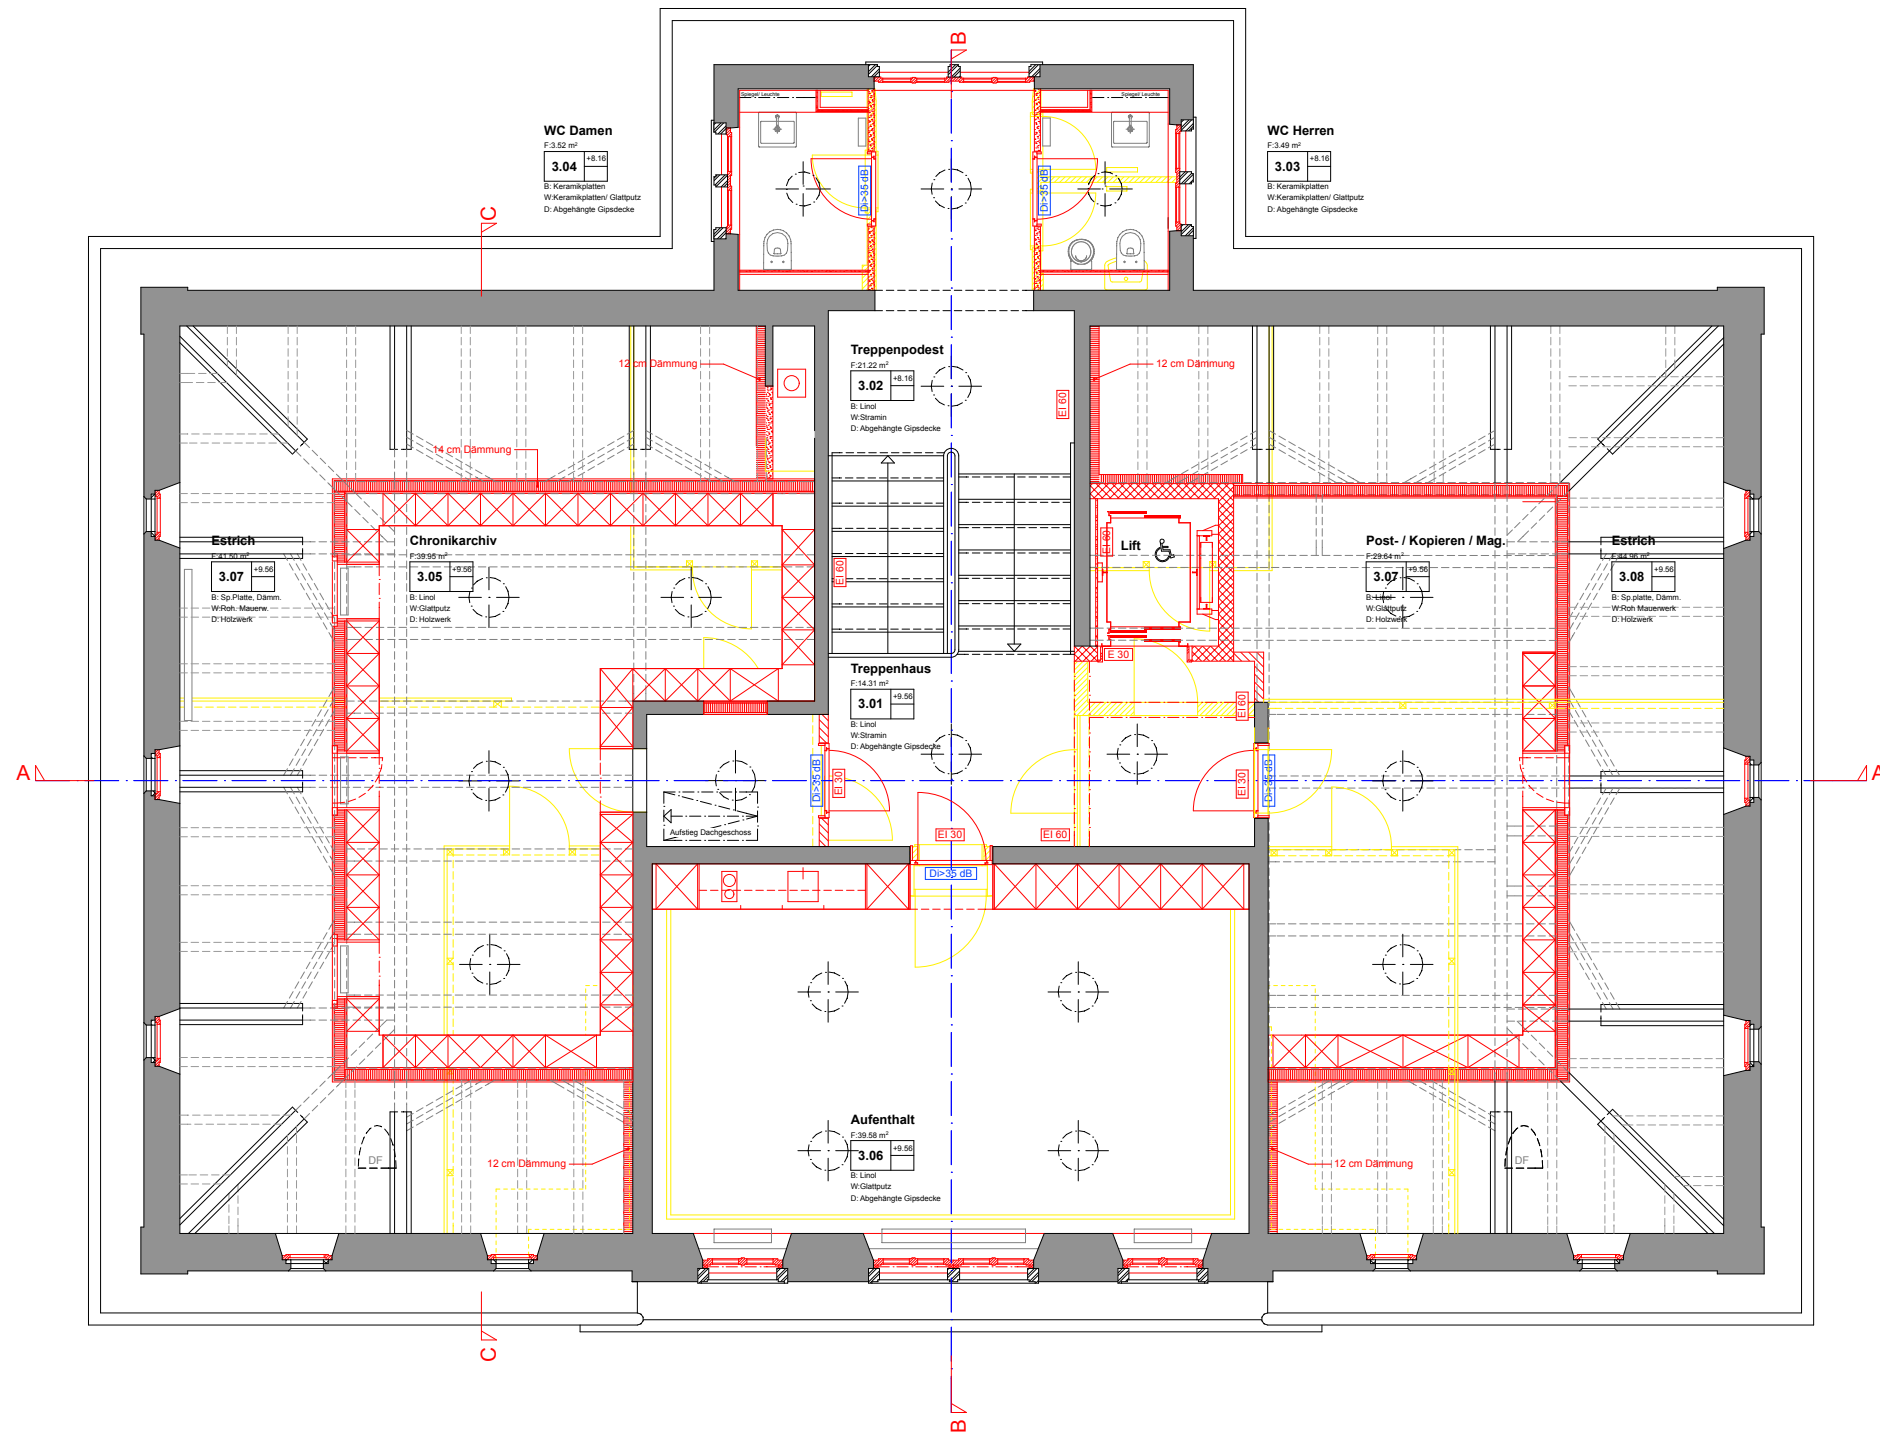 B
Spiegel/ Leuchte
Spiegel/ Leuchte
WC Damen
F:3.52 m²
3.04
+8.16
B: Keramikplatten
W:Keramikplatten/ Glattputz
D: Abgehängte Gipsdecke
Di>35 dB
Di>35 dB
WC Herren
F:3.49 m²
3.03
+8.16
B: Keramikplatten
W:Keramikplatten/ Glattputz
D: Abgehängte Gipsdecke
C
12 cm Dämmung
Treppenpodest
F:21.22 m²
3.02
+8.16
B: Linol
W:Stramin
D: Abgehängte Gipsdecke
EI 60
12 cm Dämmung
14 cm Dämmung
Estrich
F:41.50 m²
3.07
+9.56
B: Sp.Platte, Dämm.
W:Roh. Mauerw.
D: Holzwerk
Chronikarchiv
F:39.95 m²
3.05
+9.56
B: Linol
W:Glattputz
D: Holzwerk
EI 60
EI 60
Lift
E 30
Post- / Kopieren / Mag.
F:29.64 m²
3.07
+9.56
B: Linol
W:Glattputz
D: Holzwerk
Estrich
F:44.96 m²
3.08
+9.56
B: Sp.platte, Dämm.
W:Roh Mauerwerk
D: Holzwerk
Treppenhaus
F:14.31 m²
3.01
+9.56
B: Linol
W:Stramin
D: Abgehängte Gipsdecke
EI 60
A
Di>35 dB
EI 30
EI 30
Di>35 dB
A
Aufstieg Dachgeschoss
EI 30
EI 60
Di>35 dB
Aufenthalt
F:39.58 m²
3.06
+9.56
B: Linol
W:Glattputz
D: Abgehängte Gipsdecke
DF
12 cm Dämmung
12 cm Dämmung
DF
C
B